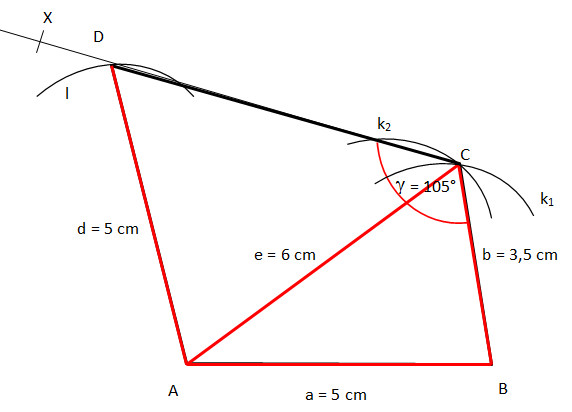 X
D
l
k₂
C
γ = 105°
k₁
d = 5 cm
e = 6 cm
b = 3,5 cm
A
B
a = 5 cm